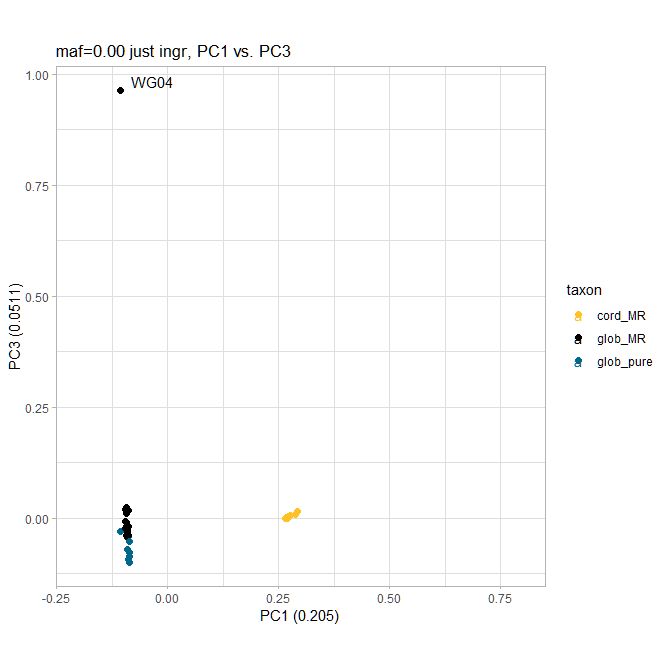 maf=0.00 just ingr, PC1 vs. PC3
1.00
WG04
0.75
0.50
0.25
0.00
PC3 (0.0511)
-0.25
0.00
0.25
0.50
0.75
PC1 (0.205)
taxon
a cord_MR
a glob_MR
a glob_pure